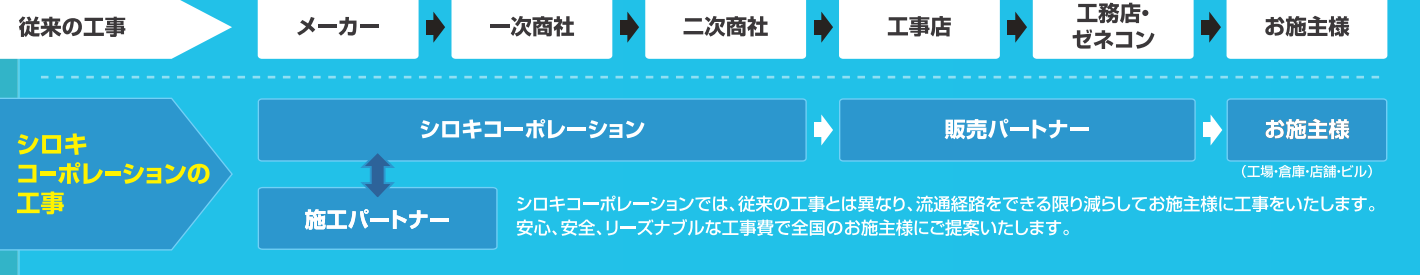 従来の工事
メーカー
一次商社
二次商社
工事店
工務店・
ゼネコン
お施主様
シロキ
コーポレーションの
工事
シロキコーポレーション
販売パートナー
お施主様
（工場・倉庫・店舗・ビル）
施工パートナー
シロキコーポレーションでは、従来の工事とは異なり、流通経路をできる限り減らしてお施主様に工事をいたします。
安心、安全、リーズナブルな工事費で全国のお施主様にご提案いたします。